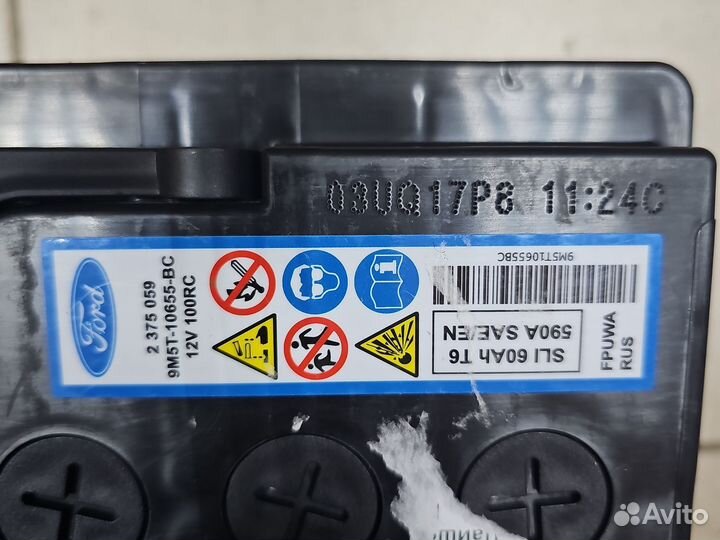 03UQ17P8 11:24C
Ford
2 375 059
9M5T-10655-BC
12V 100RC
9M5T10655BC
SLI 60Ah T6
590A SAE/EN
FPUWA
RUS
Avito